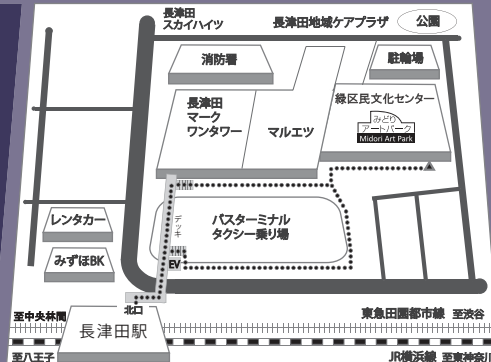 長津田
スカイハイツ
長津田地域ケアプラザ
公園
消防署
駐輪場
長津田
マーク
ワンタワー
マルエツ
緑区民文化センター
みどり
アートパーク
Midori Art Park
デッキ
レンタカー
バスターミナル
タクシー乗り場
みずほBK
EV
北口
至中央林間
東急田園都市線 至渋谷
長津田駅
至八王子
JR横浜線 至東神奈川